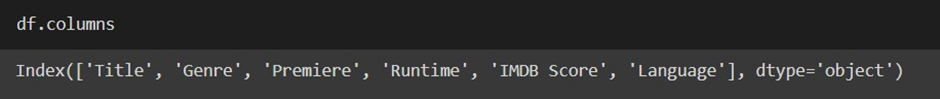 df.columns
Index(['Title', 'Genre', 'Premiere', 'Runtime', 'IMDB Score', 'Language'], dtype='object')